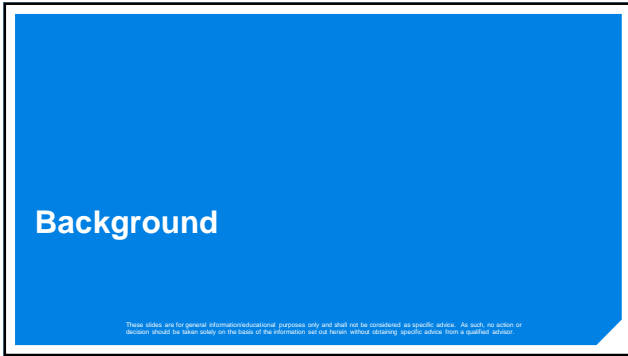 Background
These slides are for general information/educational purposes only and shall not be considered as specific advice. As such, no action or
decision should be taken solely on the basis of the information set out herein without obtaining specific advice from a qualified advisor.